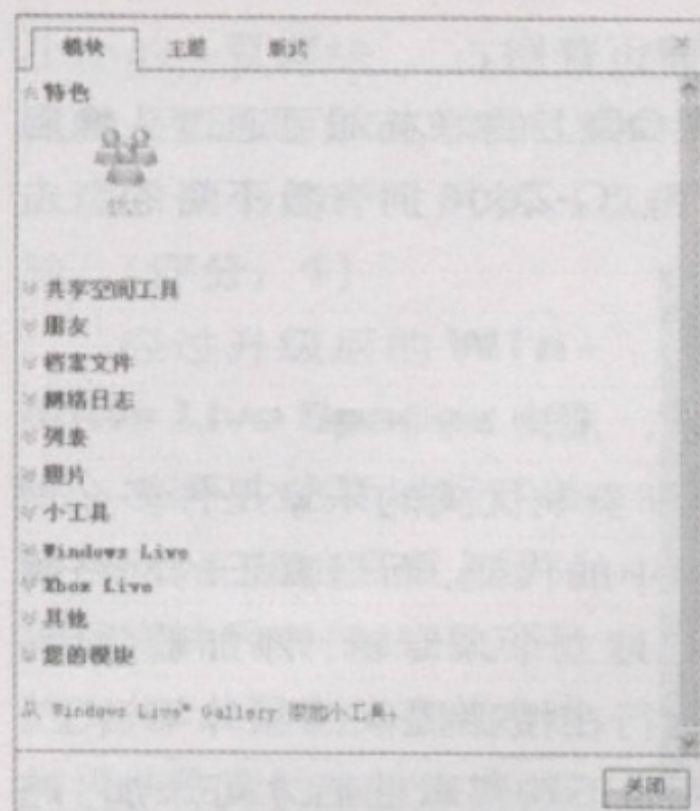 模块 主题 版式
特色
共享空间工具
朋友
档案文件
网络日志
列表
照片
小工具
Windows Live
Xbox Live
其他
您的模块
从 Windows Live™ Gallery 添加小工具。
关闭